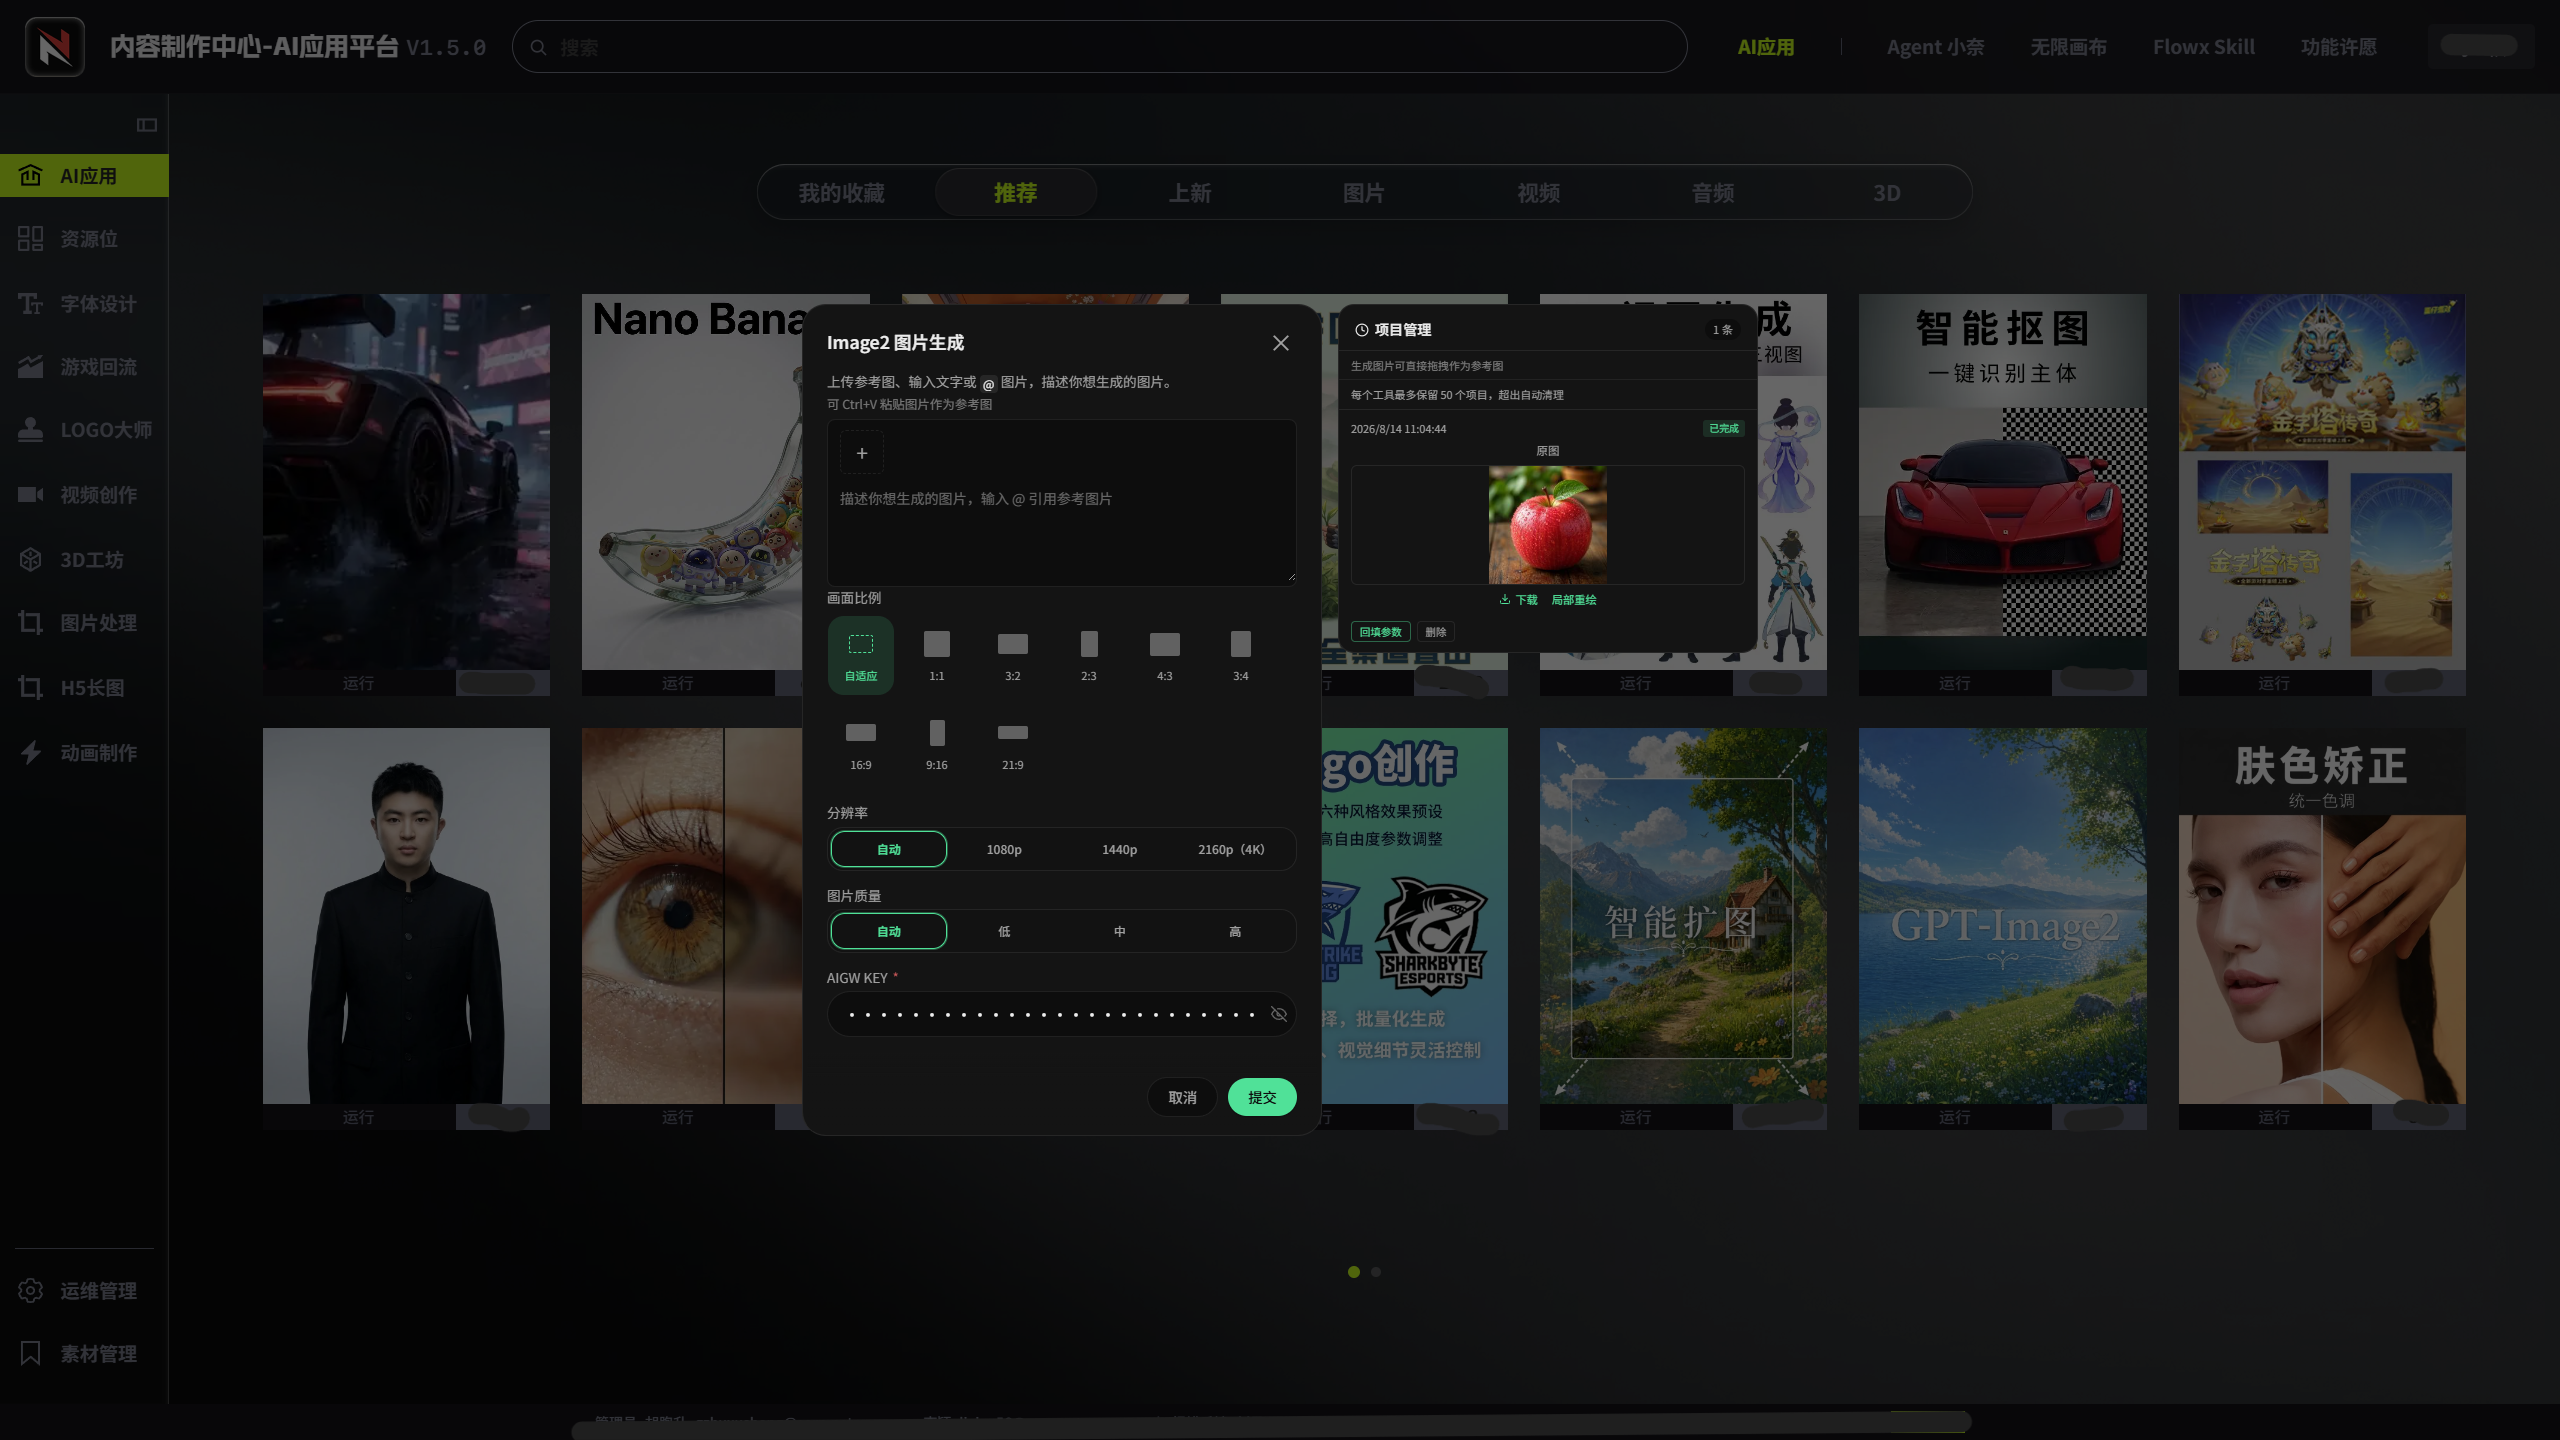 内容制作中心-AI应用平台 V1.5.0
搜索
AI应用
Agent 小奈
无限画布
Flowx Skill
功能许愿
AI应用
资源位
字体设计
游戏回流
LOGO大师
视频创作
3D工坊
图片处理
H5长图
动画制作
运维管理
素材管理
我的收藏
推荐
上新
图片
视频
音频
3D
Nano Bana
成
三视图
智能抠图
一键识别主体
金字塔传奇
金字塔传奇
运行
运行
行
运行
运行
运行
Image2 图片生成
上传参考图、输入文字或 @ 图片，描述你想生成的图片。
可 Ctrl+V 粘贴图片作为参考图
+
描述你想生成的图片，输入 @ 引用参考图片
画面比例
自适应
1:1
3:2
2:3
4:3
3:4
16:9
9:16
21:9
分辨率
自动
1080p
1440p
2160p（4K）
图片质量
自动
低
中
高
AIGW KEY *
取消
提交
项目管理
1 条
生成图片可直接拖拽作为参考图
每个工具最多保留 50 个项目，超出自动清理
2026/8/14 11:04:44
已完成
原图
下载
局部重绘
回填参数
删除
go创作
六种风格效果预设
高自由度参数调整
RIKE
NG
SHARKBYTE
ESPORTS
择，批量化生成
、视觉细节灵活控制
智能扩图
GPT-Image2
肤色矫正
统一色调
运行
运行
行
运行
运行
运行